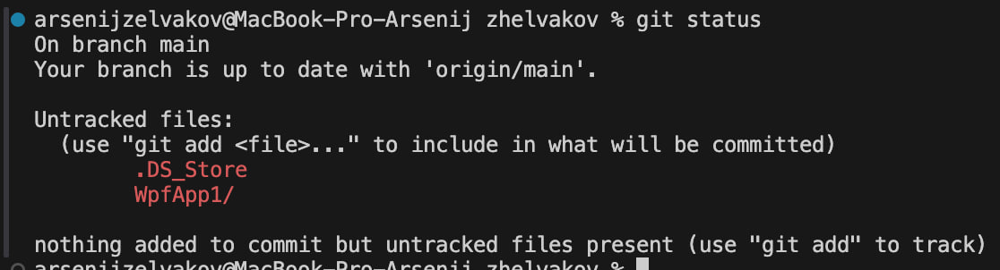 arsenijzelvakov@MacBook-Pro-Arsenij zhelvakov % git status
On branch main
Your branch is up to date with 'origin/main'.
Untracked files:
(use "git add <file>..." to include in what will be committed)
.DS_Store
WpfApp1/
nothing added to commit but untracked files present (use "git add" to track)
arsenijzelvakov@MacBook-Pro-Arsenij zhelvakov %